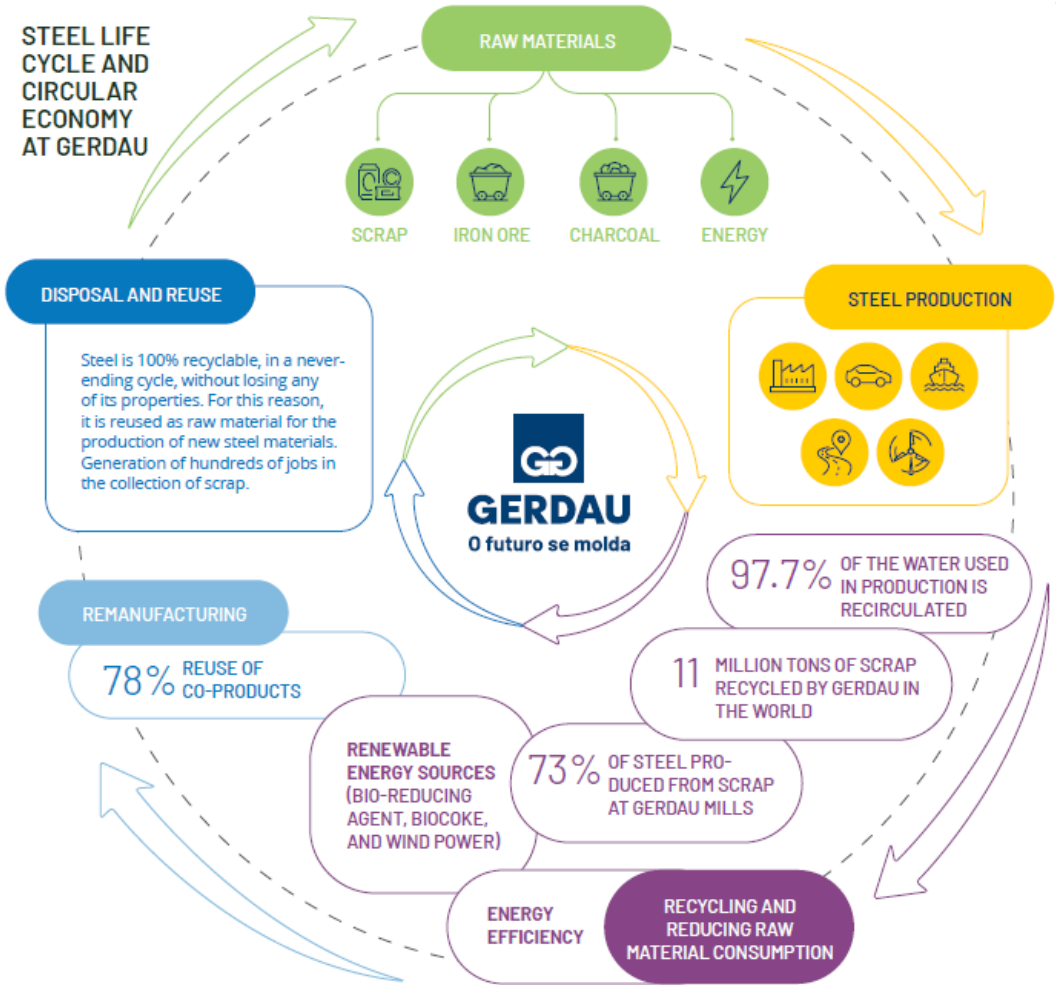 STEEL LIFE
CYCLE AND
CIRCULAR
ECONOMY
AT GERDAU
RAW MATERIALS
SCRAP
IRON ORE
CHARCOAL
ENERGY
STEEL PRODUCTION
DISPOSAL AND REUSE
Steel is 100% recyclable, in a never-
ending cycle, without losing any
of its properties. For this reason,
it is reused as raw material for the
production of new steel materials.
Generation of hundreds of jobs in
the collection of scrap.
GERDAU
O futuro se molda
97.7% OF THE WATER USED
IN PRODUCTION IS
RECIRCULATED
11 MILLION TONS OF SCRAP
RECYCLED BY GERDAU IN
THE WORLD
73% OF STEEL PRO-
DUCED FROM SCRAP
AT GERDAU MILLS
RENEWABLE
ENERGY SOURCES
(BIO-REDUCING
AGENT, BIOCOKE,
AND WIND POWER)
ENERGY
EFFICIENCY
RECYCLING AND
REDUCING RAW
MATERIAL CONSUMPTION
REMANUFACTURING
78% REUSE OF
CO-PRODUCTS